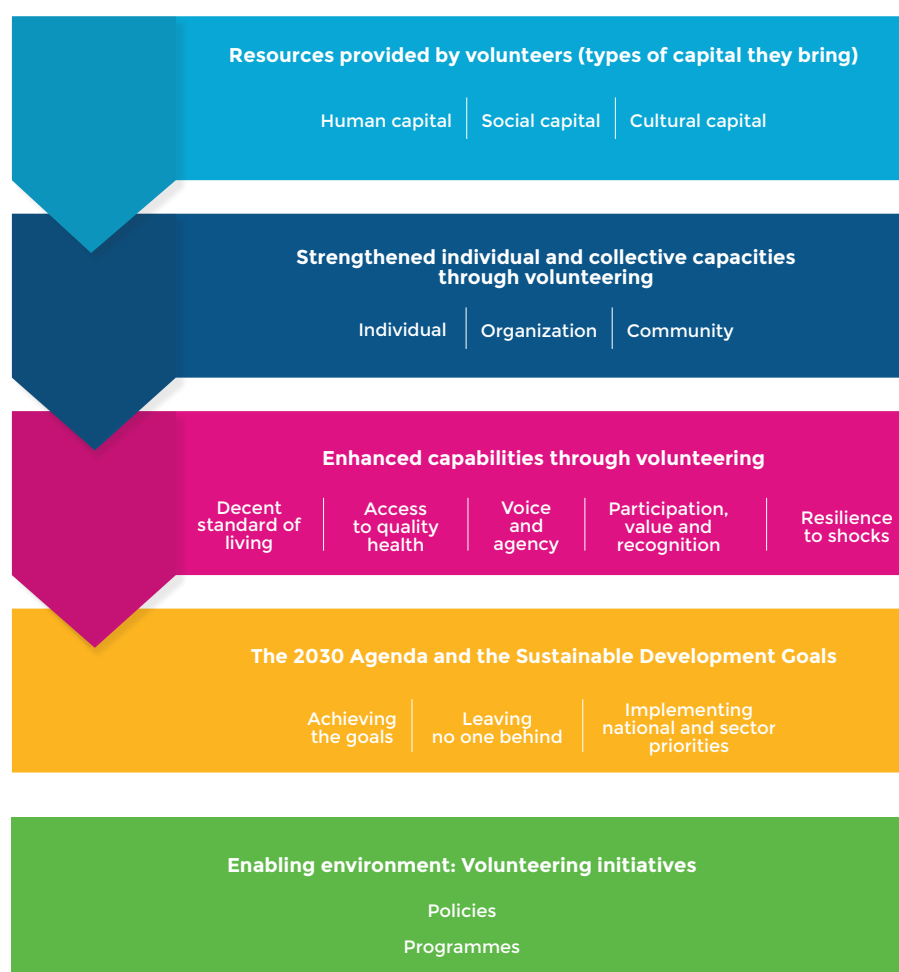 Resources provided by volunteers (types of capital they bring)
Human capital
Social capital
Cultural capital
Strengthened individual and collective capacities
through volunteering
Individual
Organization
Community
Enhanced capabilities through volunteering
Decent
standard of
living
Access
to quality
health
Voice
and
agency
Participation,
value and
recognition
Resilience
to shocks
The 2030 Agenda and the Sustainable Development Goals
Achieving
the goals
Leaving
no one behind
Implementing
national and sector
priorities
Enabling environment: Volunteering initiatives
Policies
Programmes